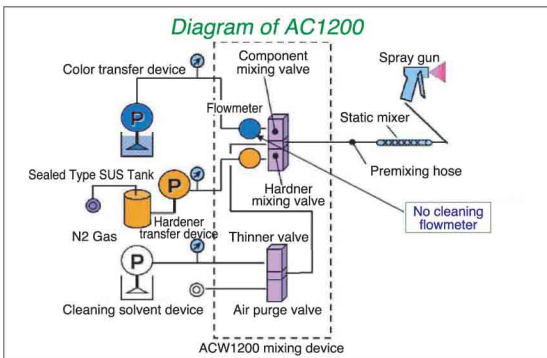 Diagram of AC1200
Component
mixing valve
Spray gun
Color transfer device
Flowmeter
Static mixer
P
Premixing hose
Sealed Type SUS Tank
P
Hardner
mixing valve
No cleaning
flowmeter
Hardener
transfer device
N2 Gas
Thinner valve
P
Cleaning solvent device
Air purge valve
ACW1200 mixing device